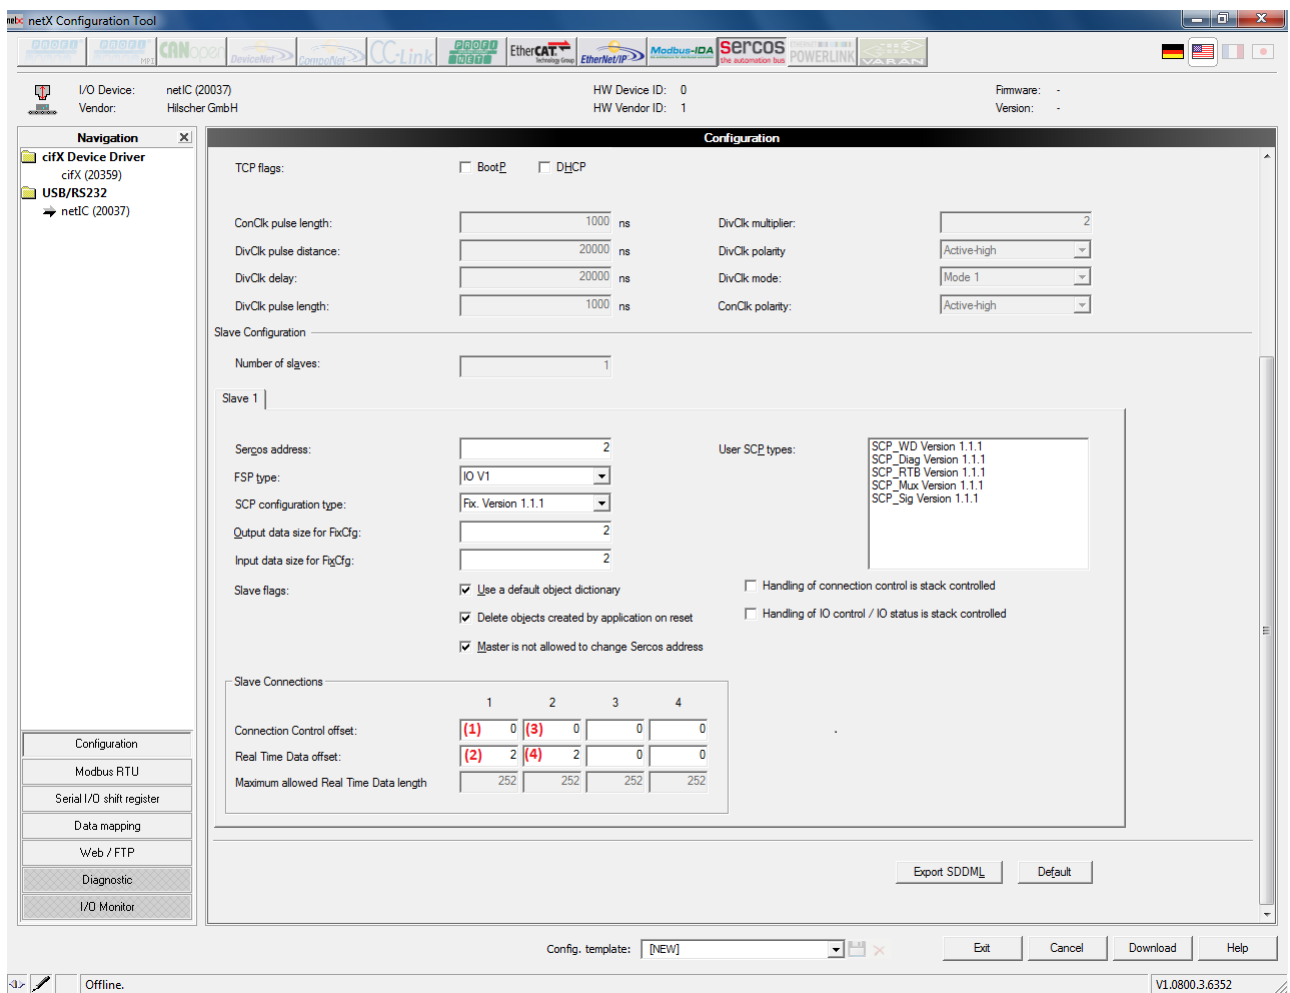 netX Configuration Tool
PROFI BUS PROFI BUS MPI CANopen DeviceNet CompoNet CC-Link PROFI NET EtherCAT Technology Group EtherNet/IP Modbus-IDA sercos the automation bus POWERLINK VARAN
I/O Device: netIC (20037) HW Device ID: 0 Firmware: -
Vendor: Hilscher GmbH HW Vendor ID: 1 Version: -
Navigation
cifX Device Driver
cifX (20359)
USB/RS232
netIC (20037)
Configuration
Modbus RTU
Serial I/O shift register
Data mapping
Web / FTP
Diagnostic
I/O Monitor
Configuration
TCP flags: BootP DHCP
ConClk pulse length: 1000 ns DivClk multiplier: 2
DivClk pulse distance: 20000 ns DivClk polarity Active-high
DivClk delay: 20000 ns DivClk mode: Mode 1
DivClk pulse length: 1000 ns ConClk polarity: Active-high
Slave Configuration
Number of slaves: 1
Slave 1
Sercos address: 2
FSP type: IO V1
SCP configuration type: Fix. Version 1.1.1
Output data size for FixCfg: 2
Input data size for FixCfg: 2
User SCP types:
SCP_WD Version 1.1.1
SCP_Diag Version 1.1.1
SCP_RTB Version 1.1.1
SCP_Mux Version 1.1.1
SCP_Sig Version 1.1.1
Slave flags: Use a default object dictionary Handling of connection control is stack controlled
Delete objects created by application on reset Handling of IO control / IO status is stack controlled
Master is not allowed to change Sercos address
Slave Connections
1 2 3 4
Connection Control offset: (1) 0 (3) 0 0 0
Real Time Data offset: (2) 2 (4) 2 0 0
Maximum allowed Real Time Data length 252 252 252 252
Export SDDML Default
Config. template: [NEW] Exit Cancel Download Help
Offline. V1.0800.3.6352